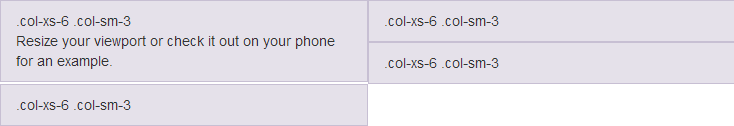 .col-xs-6 .col-sm-3
Resize your viewport or check it out on your phone
for an example.
.col-xs-6 .col-sm-3
.col-xs-6 .col-sm-3
.col-xs-6 .col-sm-3